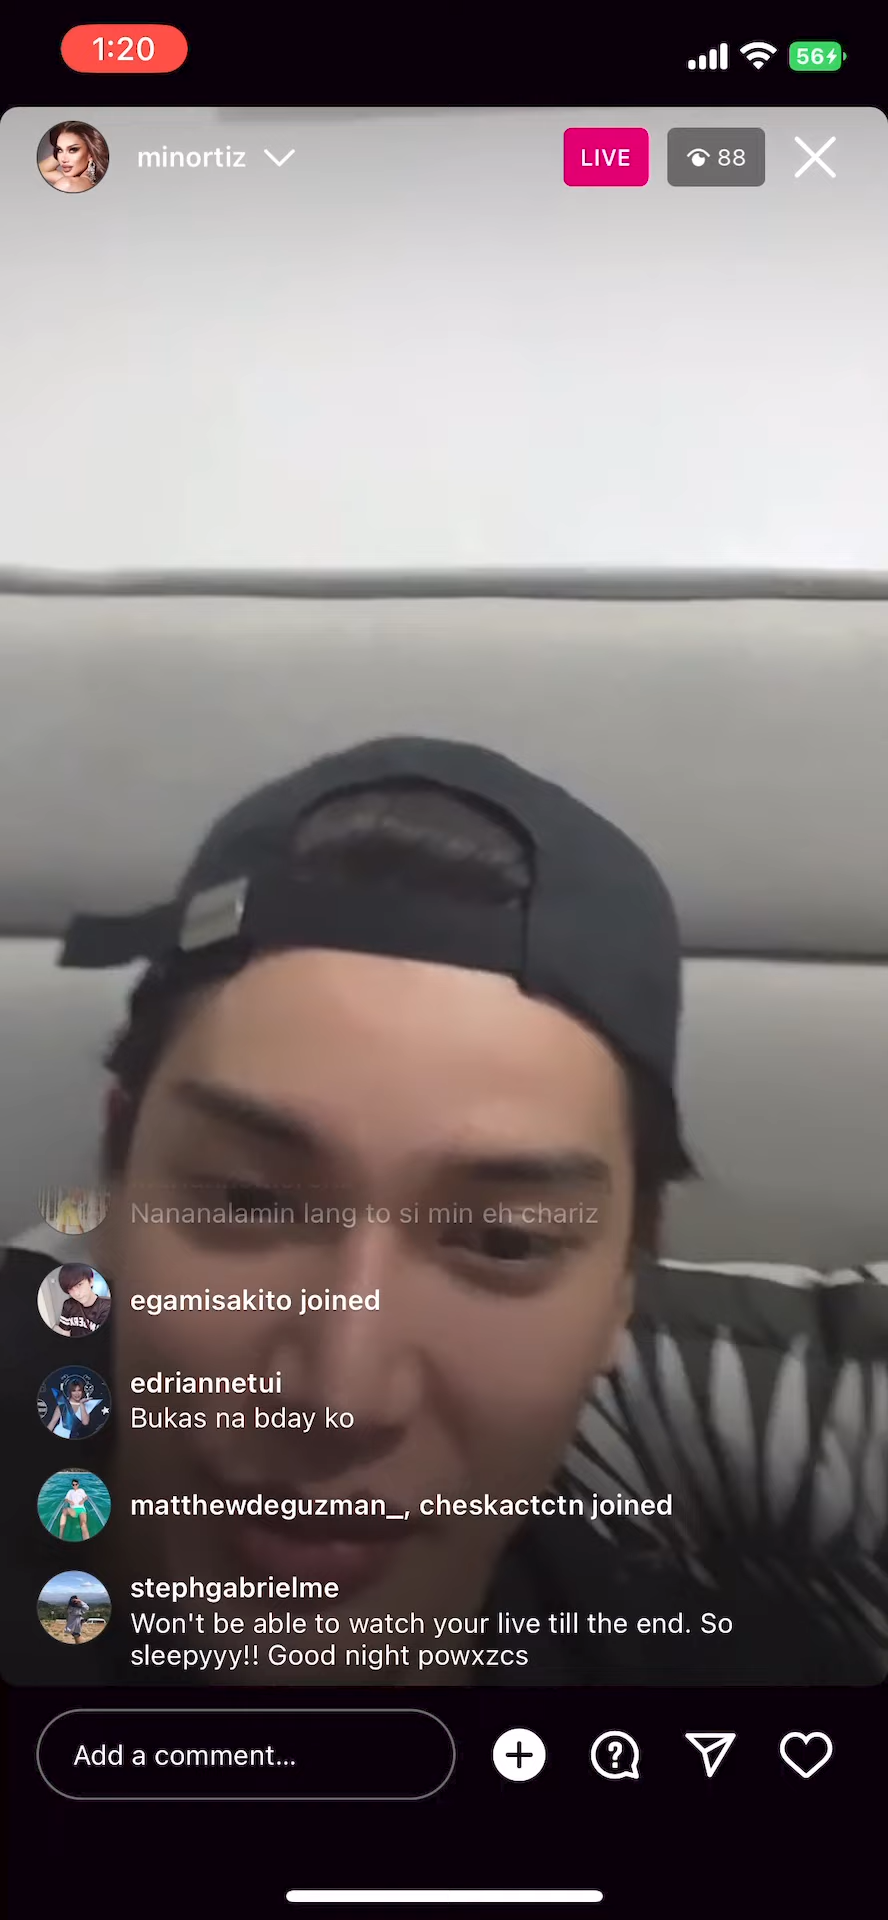 1:20
56
minortiz
LIVE
88
Nananalamin lang to si min eh chariz
egamisakito joined
edriannetui
Bukas na bday ko
matthewdeguzman_, cheskactctn joined
stephgabrielme
Won't be able to watch your live till the end. So
sleepyyy!! Good night powxzcs
Add a comment...